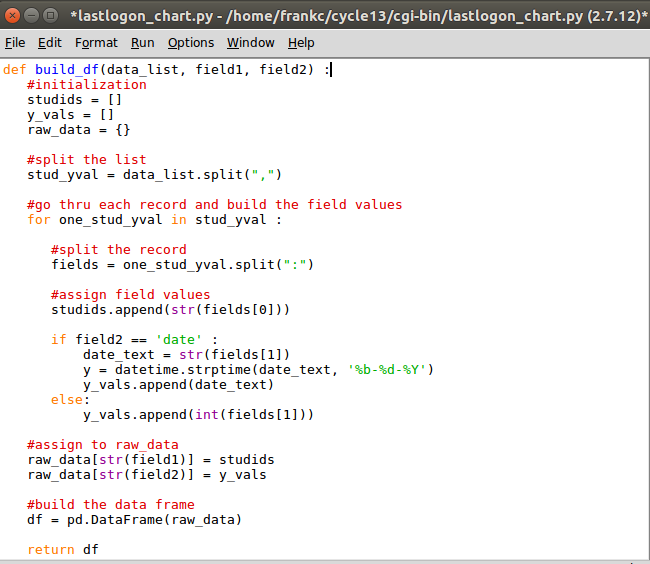 *lastlogon_chart.py - /home/frankc/cycle13/cgi-bin/lastlogon_chart.py (2.7.12)*
File Edit Format Run Options Window Help
def build_df(data_list, field1, field2) :
   #initialization
   studids = []
   y_vals = []
   raw_data = {}

   #split the list
   stud_yval = data_list.split(",")

   #go thru each record and build the field values
   for one_stud_yval in stud_yval :

      #split the record
      fields = one_stud_yval.split(":")

      #assign field values
      studids.append(str(fields[0]))

      if field2 == 'date' :
          date_text = str(fields[1])
          y = datetime.strptime(date_text, '%b-%d-%Y')
          y_vals.append(date_text)
      else:
          y_vals.append(int(fields[1]))

   #assign to raw_data
   raw_data[str(field1)] = studids
   raw_data[str(field2)] = y_vals

   #build the data frame
   df = pd.DataFrame(raw_data)

   return df